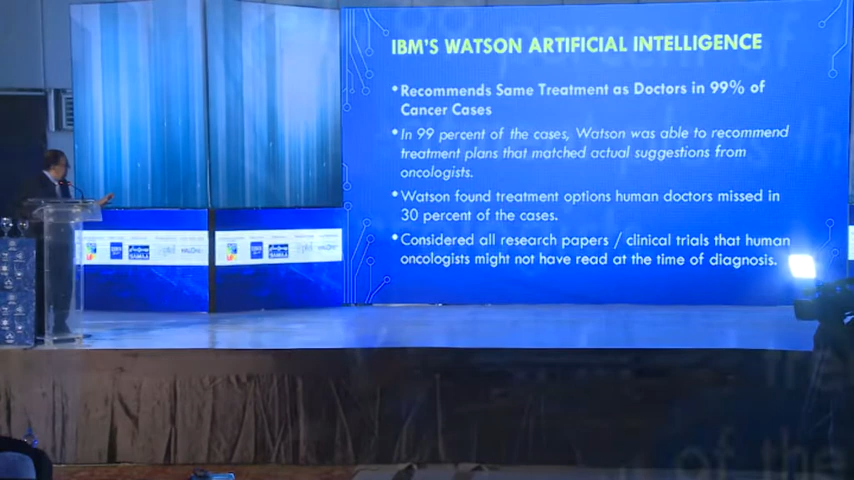 IBM'S WATSON ARTIFICIAL INTELLIGENCE
•Recommends Same Treatment as Doctors in 99% of
Cancer Cases
•In 99 percent of the cases, Watson was able to recommend
treatment plans that matched actual suggestions from
oncologists.
•Watson found treatment options human doctors missed in
30 percent of the cases.
•Considered all research papers / clinical trials that human
oncologists might not have read at the time of diagnosis.
of the